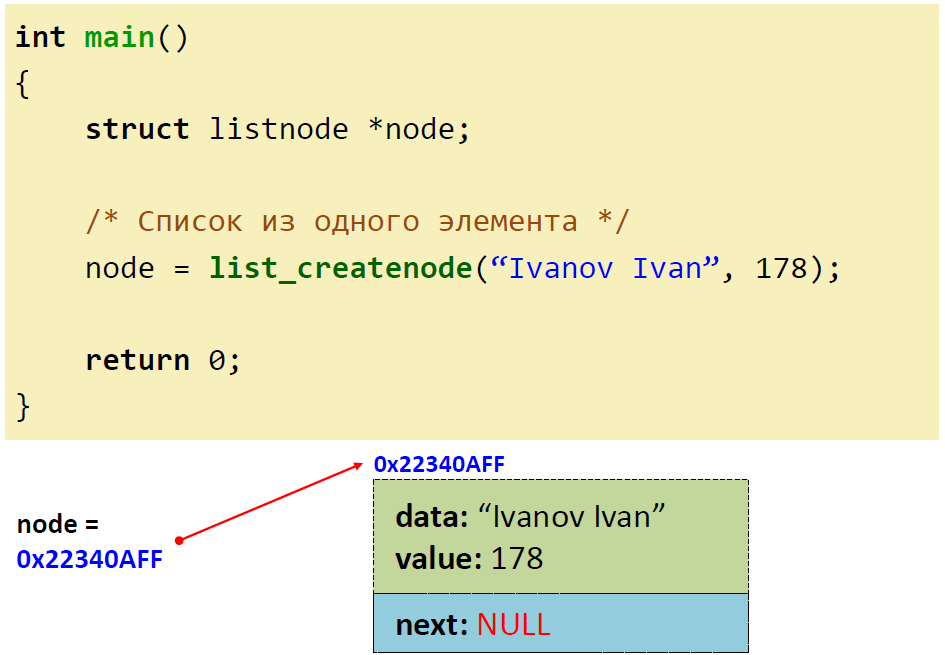 int main()
{
struct listnode *node;
/* Список из одного элемента */
node = list_createnode(“Ivanov Ivan”, 178);
return 0;
}
0x22340AFF
node =
0x22340AFF
data: “Ivanov Ivan”
value: 178
next: NULL